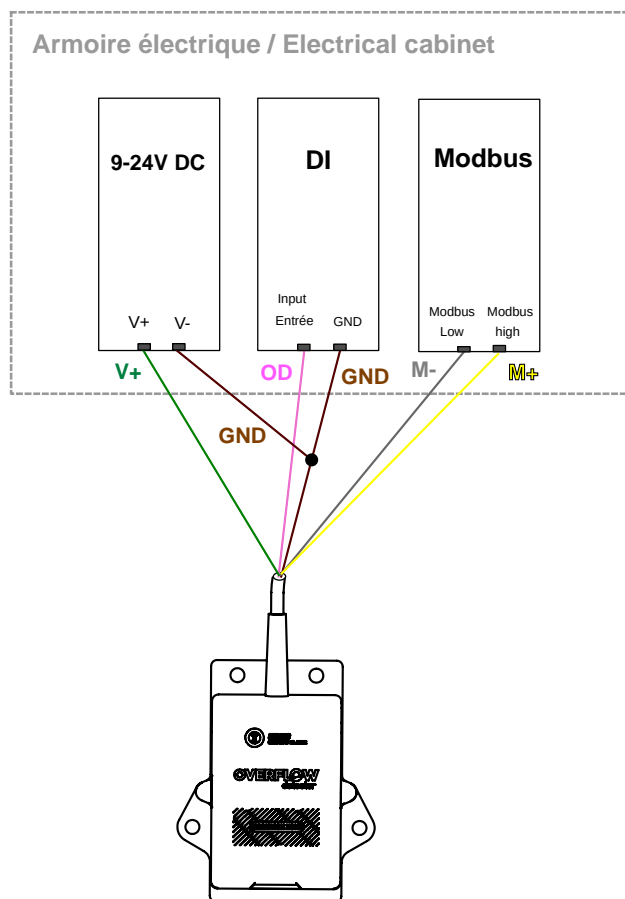 Armoire électrique / Electrical cabinet
9-24V DC
DI
Modbus
V+
V-
Input
Entrée
GND
Modbus
Low
Modbus
high
V+
OD
GND
M-
M+
GND
OVERFLOW
detector